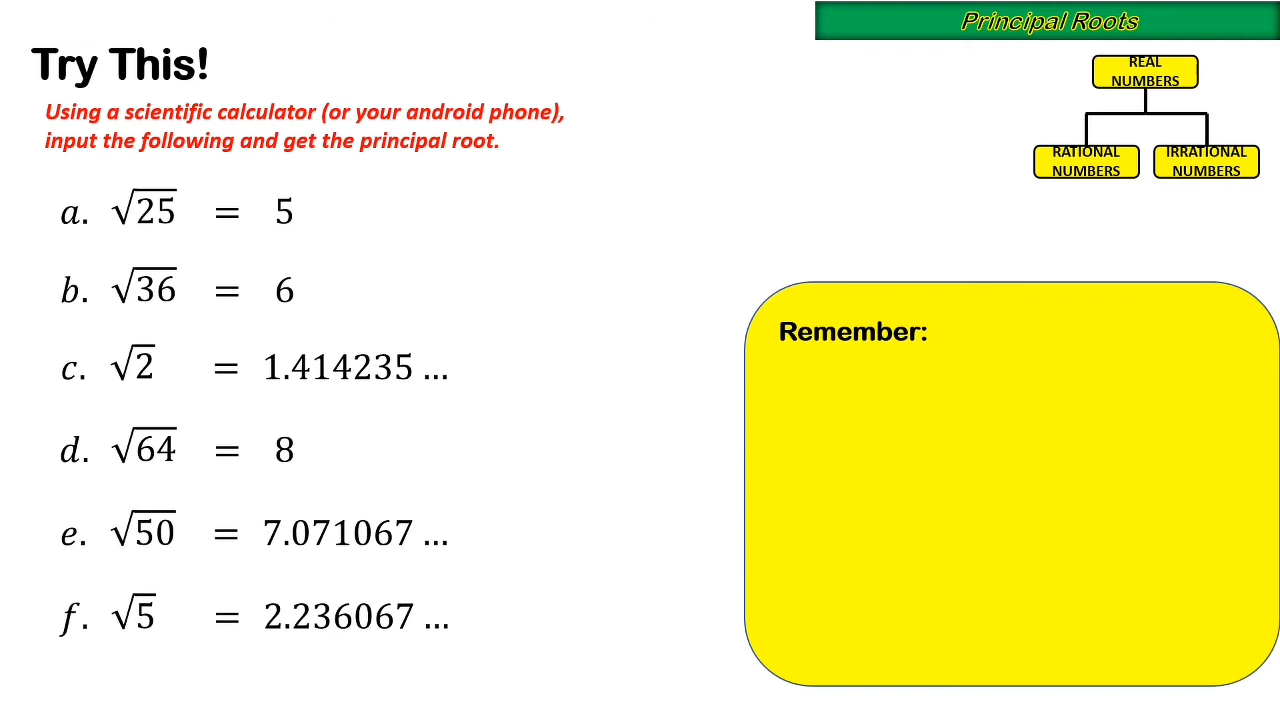 Principal Roots
Try This!
Using a scientific calculator (or your android phone),
input the following and get the principal root.
REAL
NUMBERS
RATIONAL
NUMBERS
IRRATIONAL
NUMBERS
a. √25 = 5
b. √36 = 6
c. √2 = 1.414235 ...
d. √64 = 8
e. √50 = 7.071067 ...
f. √5 = 2.236067 ...
Remember: